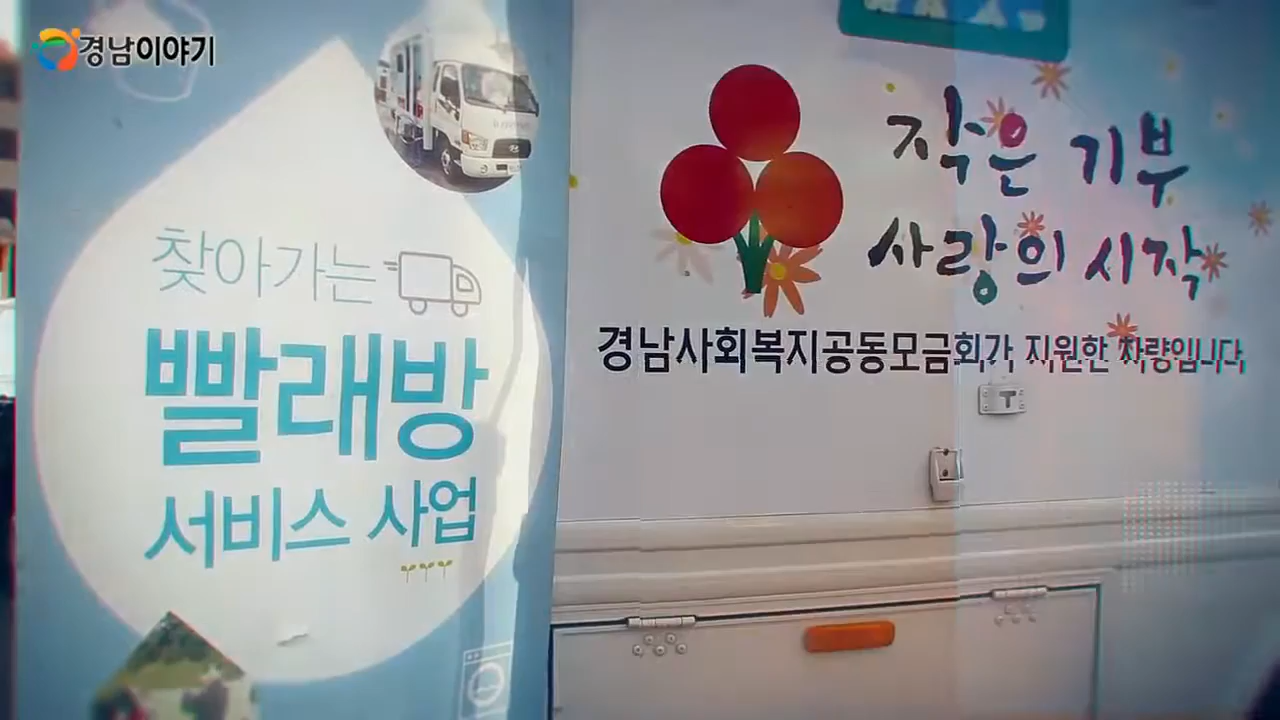 경남이야기
찾아가는
빨래방
서비스 사업
작은 기부
사랑의 시작
경남사회복지공동모금회가 지원한 차량입니다